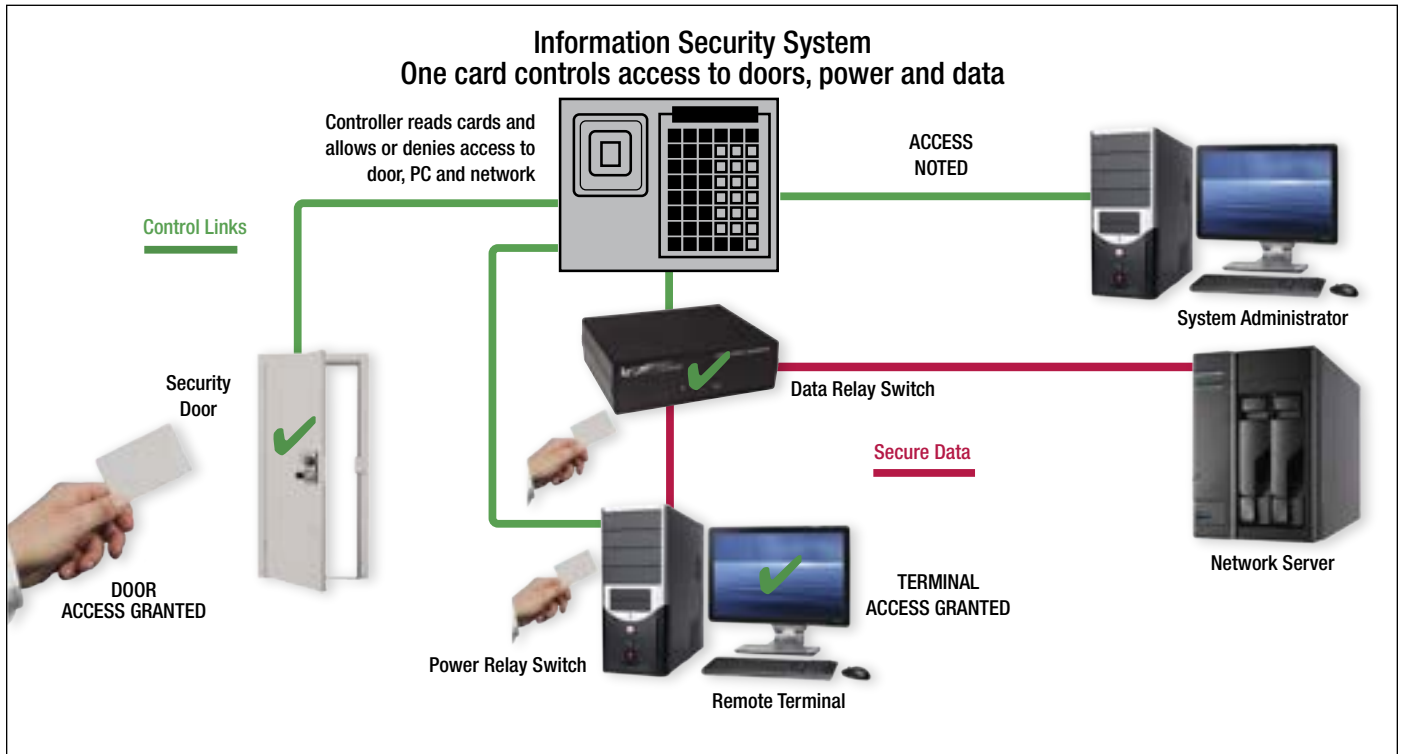 Information Security System
One card controls access to doors, power and data
Controller reads cards and
allows or denies access to
door, PC and network
ACCESS
NOTED
Control Links
System Administrator
Security
Door
Data Relay Switch
Secure Data
Network Server
DOOR
ACCESS GRANTED
TERMINAL
ACCESS GRANTED
Power Relay Switch
Remote Terminal